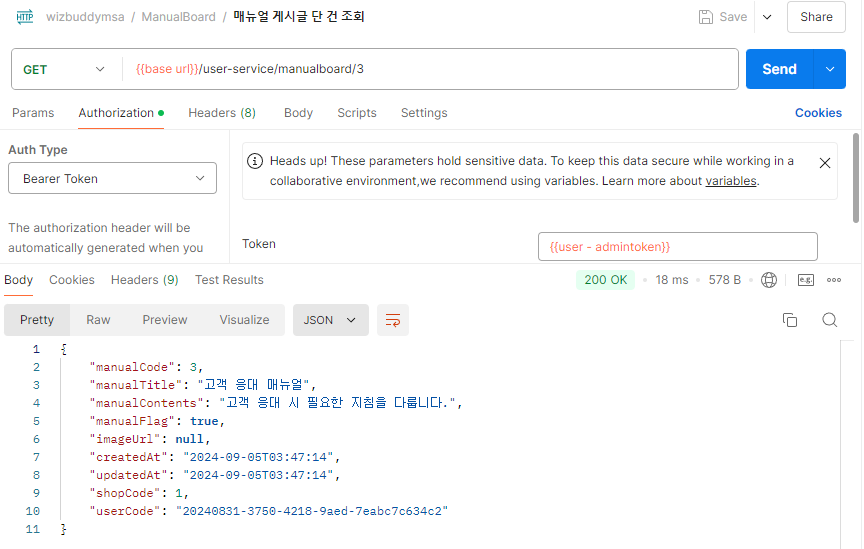 HTTP wizbuddymsa / ManualBoard / 매뉴얼 게시글 단 건 조회 Save Share
GET {{base url}}/user-service/manualboard/3 Send
Params Authorization Headers (8) Body Scripts Settings Cookies
Auth Type
Bearer Token
The authorization header will be
automatically generated when you
Heads up! These parameters hold sensitive data. To keep this data secure while working in a
collaborative environment,we recommend using variables. Learn more about variables.
Token {{user - admintoken}}
Body Cookies Headers (9) Test Results 200 OK 18 ms 578 B e.g.
Pretty Raw Preview Visualize JSON
1 {
2 "manualCode": 3,
3 "manualTitle": "고객 응대 매뉴얼",
4 "manualContents": "고객 응대 시 필요한 지침을 다룹니다.",
5 "manualFlag": true,
6 "imageUrl": null,
7 "createdAt": "2024-09-05T03:47:14",
8 "updatedAt": "2024-09-05T03:47:14",
9 "shopCode": 1,
10 "userCode": "20240831-3750-4218-9aed-7eabc7c634c2"
11 }